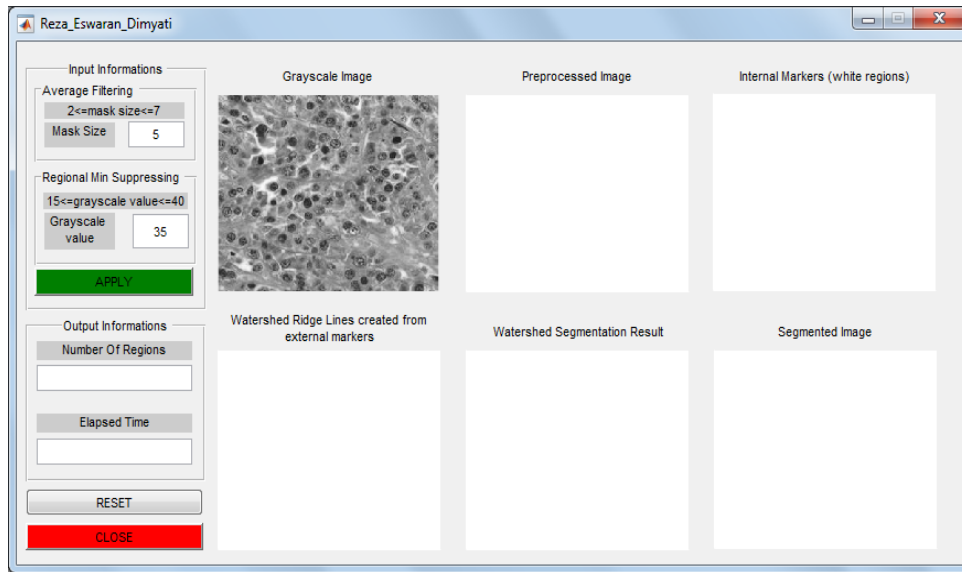 Reza_Eswaran_Dimyati
Input Informations
Average Filtering
2<=mask size<=7
Mask Size
5
Regional Min Suppressing
15<=grayscale value<=40
Grayscale
value
35
APPLY
Output Informations
Number Of Regions
Elapsed Time
RESET
CLOSE
Grayscale Image
Preprocessed Image
Internal Markers (white regions)
Watershed Ridge Lines created from
external markers
Watershed Segmentation Result
Segmented Image